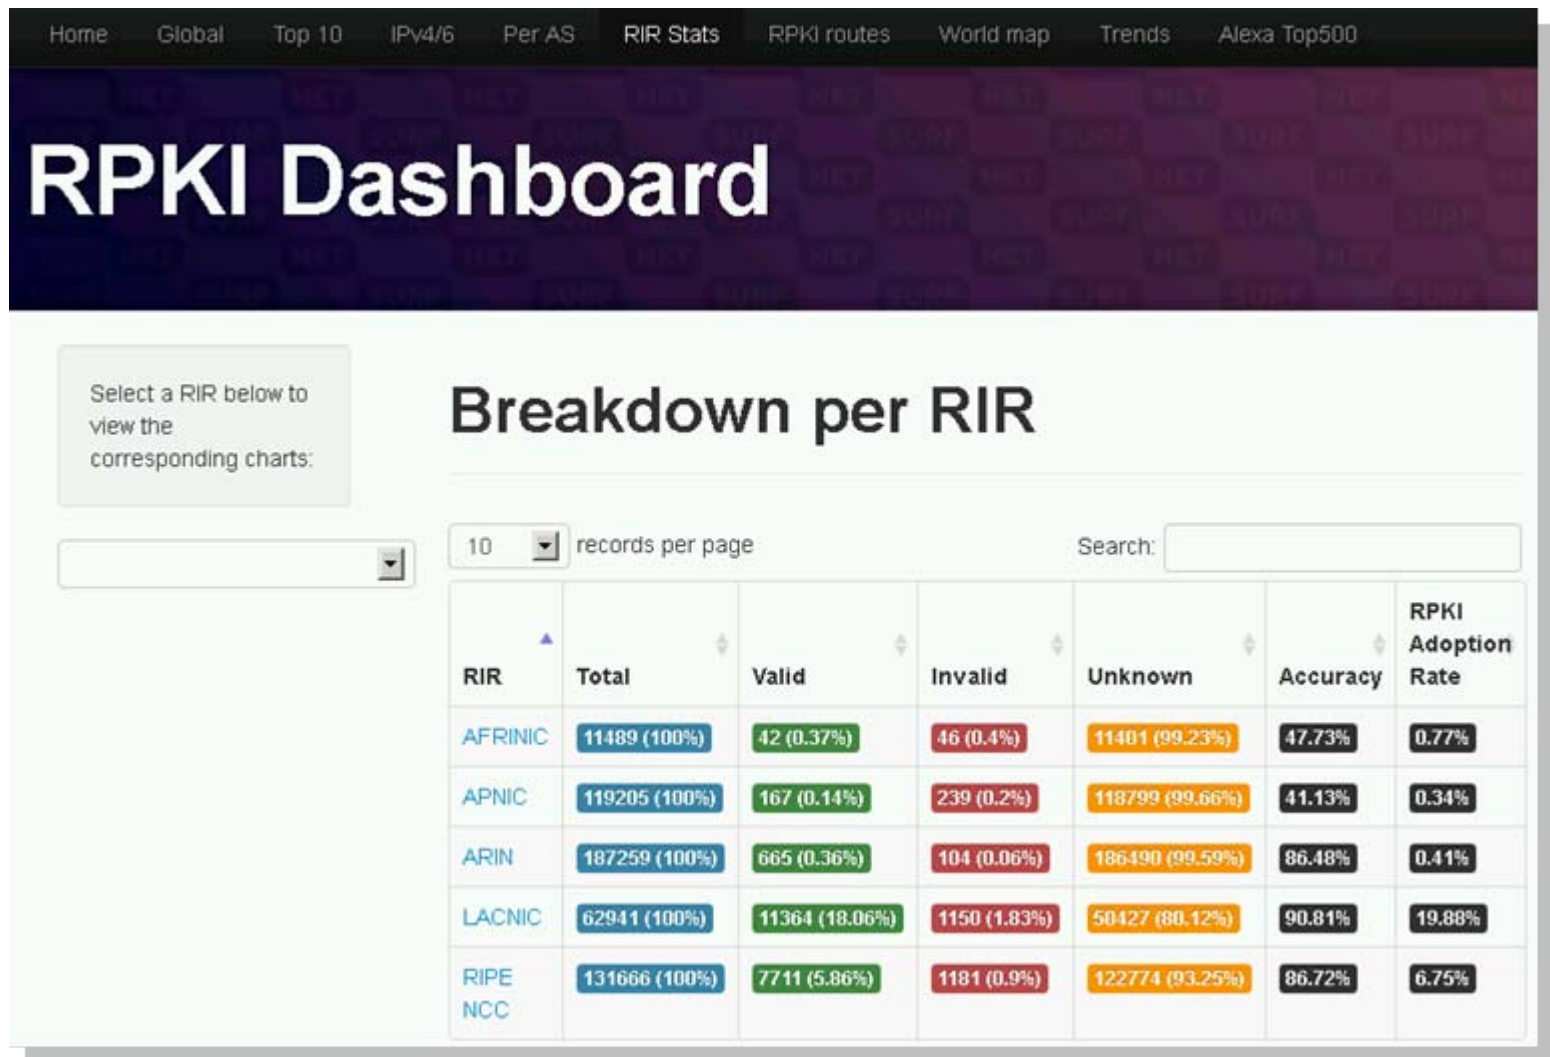 Home Global Top 10 IPv4/6 Per AS RIR Stats RPKI routes World map Trends Alexa Top500
RPKI Dashboard
Select a RIR below to
view the
corresponding charts:
Breakdown per RIR
10 records per page Search:
RIR Total Valid Invalid Unknown Accuracy RPKI Adoption Rate
AFRINIC 11489 (100%) 42 (0.37%) 46 (0.4%) 11401 (99.23%) 47.73% 0.77%
APNIC 119205 (100%) 167 (0.14%) 239 (0.2%) 118799 (99.66%) 41.13% 0.34%
ARIN 187259 (100%) 665 (0.36%) 104 (0.06%) 186490 (99.59%) 86.48% 0.41%
LACNIC 62941 (100%) 11364 (18.06%) 1150 (1.83%) 50427 (80.12%) 90.81% 19.88%
RIPE NCC 131666 (100%) 7711 (5.86%) 1181 (0.9%) 122774 (93.25%) 86.72% 6.75%